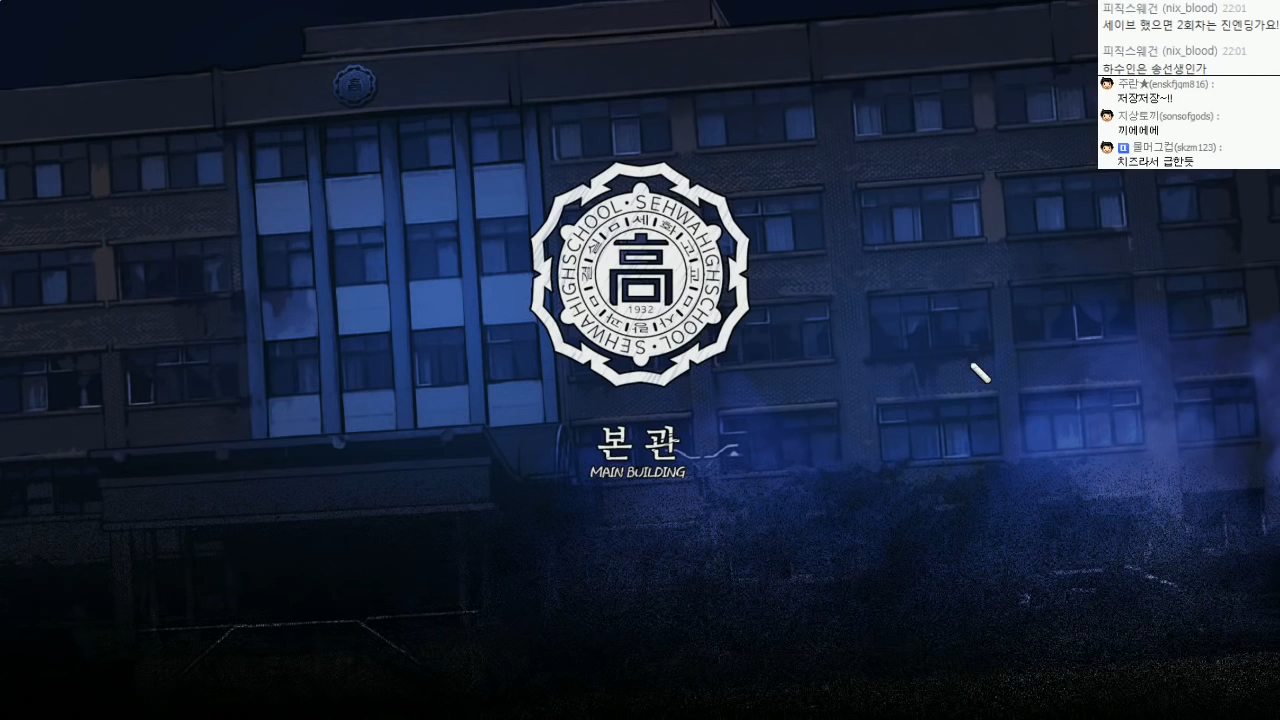 피직스웨건 (nix_blood) 22:01
세이브 했으면 2회차는 진엔딩가요!
피직스웨건 (nix_blood) 22:01
하수인은 송선생인가
주란★(enskfjqm816) :
저장저장~!!
지상토끼(sonsofgods) :
끼에에에
물머그컵(skzm123) :
치즈라서 급한듯
高
SEHWAHIGHSCHOOL · SEHWAHIGHSCHOOL ·
세화고교
高
1932
본관
MAIN BUILDING